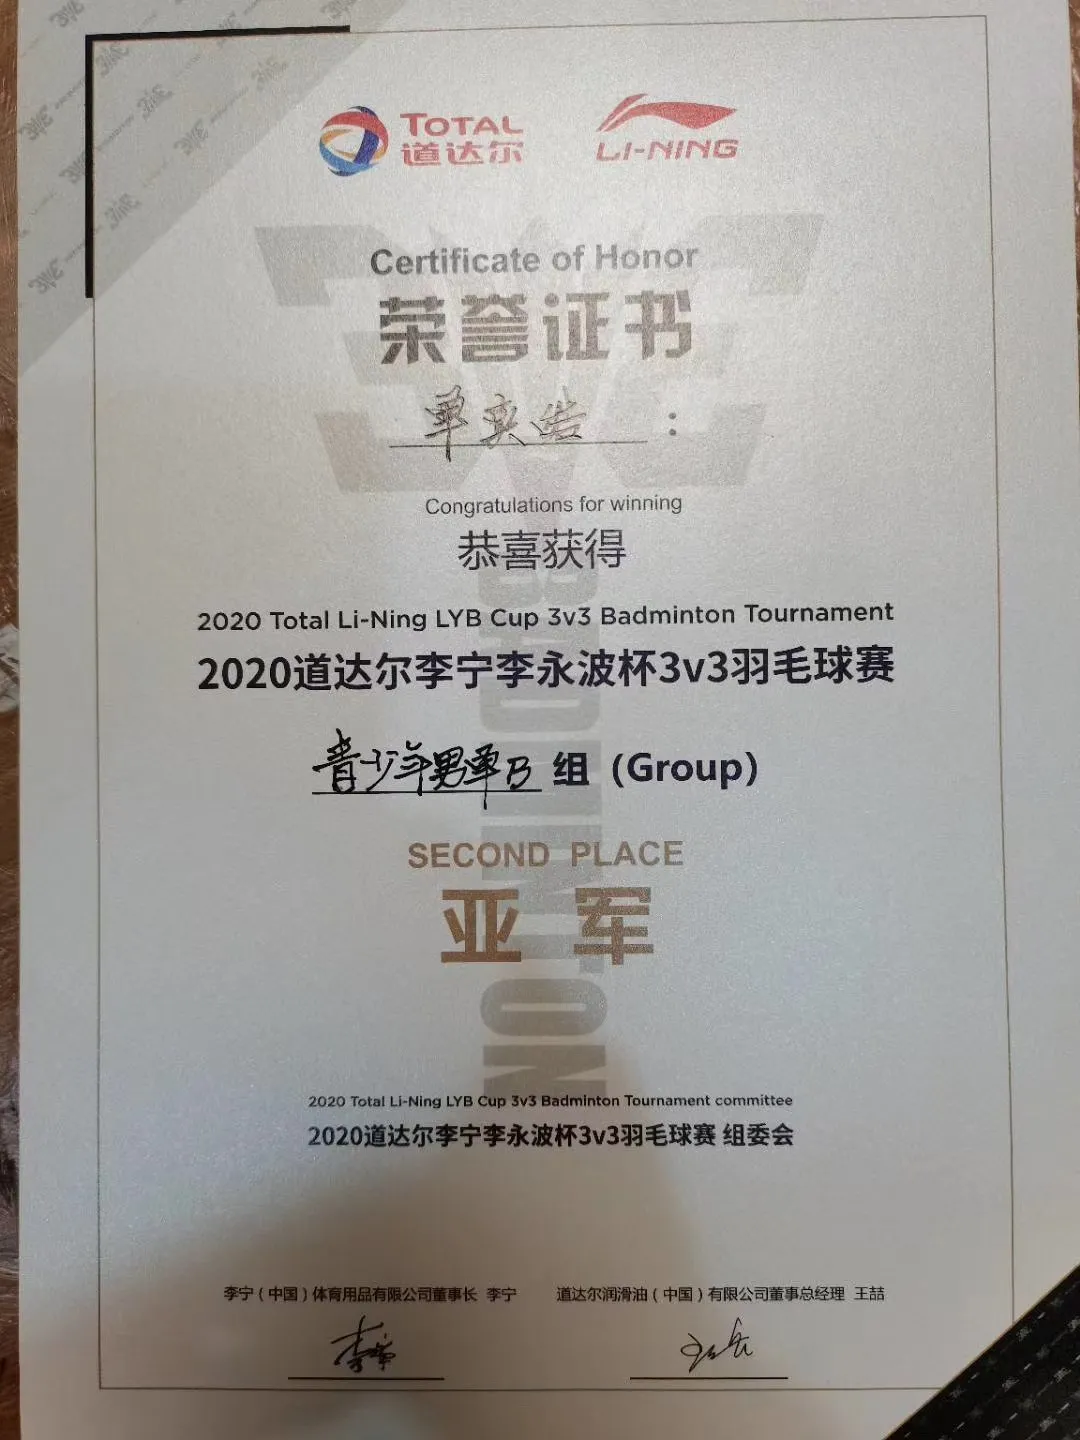 TOTAL
道达尔
LI-NING
Certificate of Honor
荣誉证书
单奕浩：
Congratulations for winning
恭喜获得
2020 Total Li-Ning LYB Cup 3v3 Badminton Tournament
2020道达尔李宁李永波杯3v3羽毛球赛
青少年男单B 组（Group）
SECOND PLACE
亚军
BADMINTON
2020 Total Li-Ning LYB Cup 3v3 Badminton Tournament committee
2020道达尔李宁李永波杯3v3羽毛球赛 组委会
李宁（中国）体育用品有限公司董事长 李宁
道达尔润滑油（中国）有限公司董事总经理 王喆
李宁